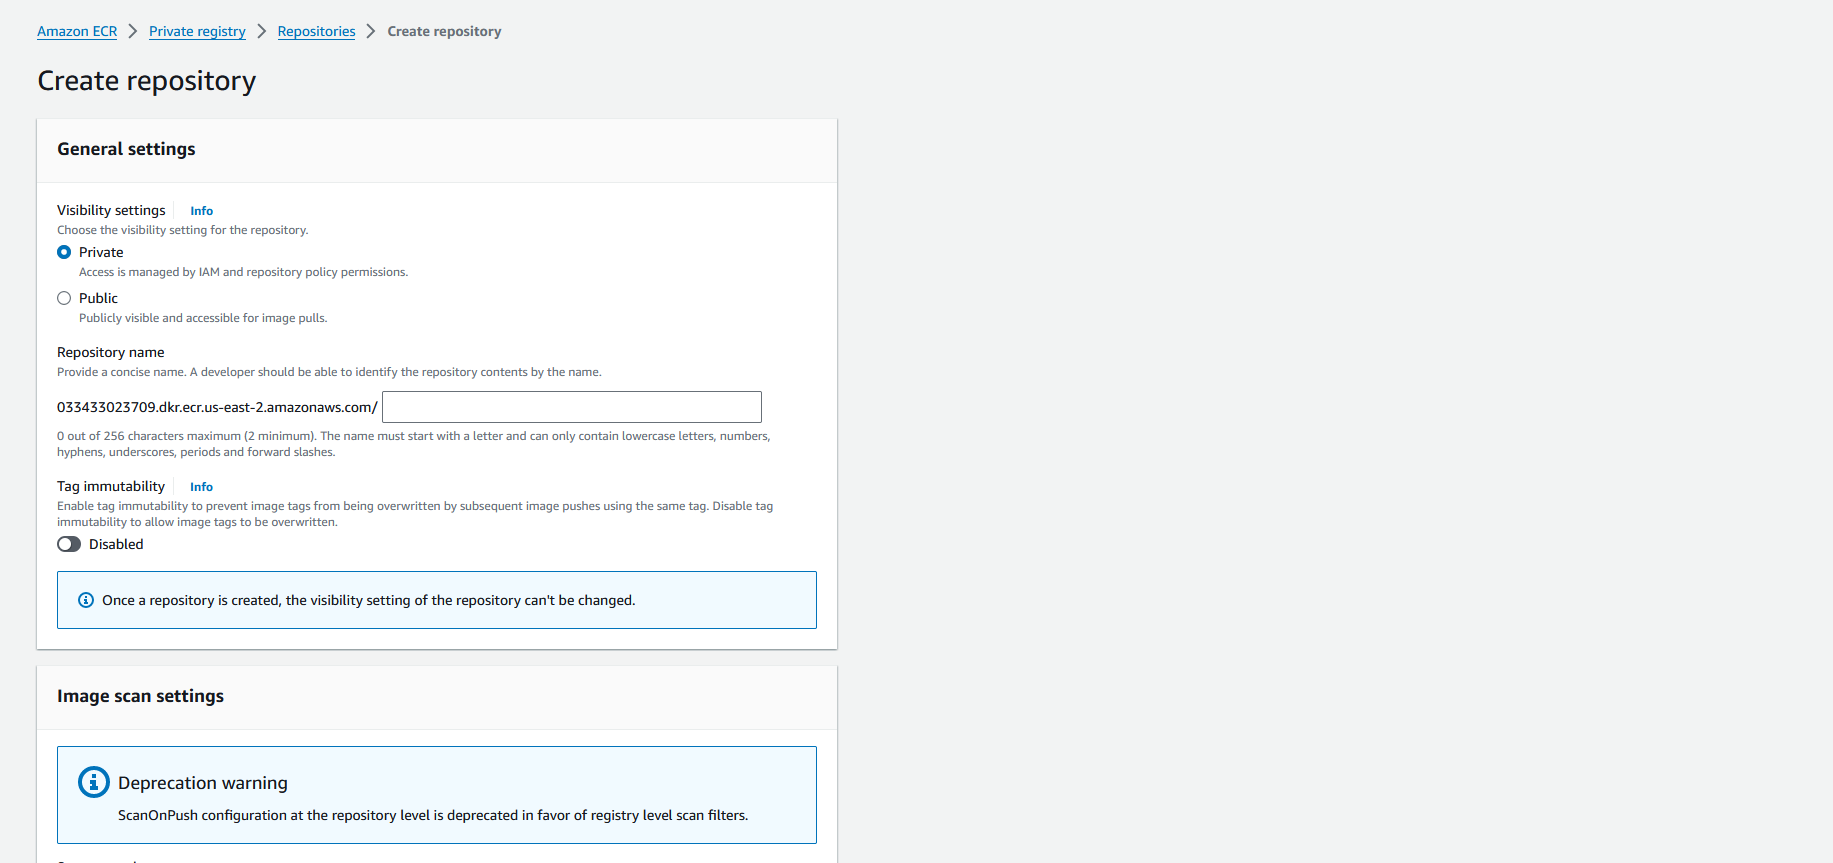 Amazon ECR > Private registry > Repositories > Create repository
Create repository
General settings
Visibility settings Info
Choose the visibility setting for the repository.
Private
Access is managed by IAM and repository policy permissions.
Public
Publicly visible and accessible for image pulls.
Repository name
Provide a concise name. A developer should be able to identify the repository contents by the name.
033433023709.dkr.ecr.us-east-2.amazonaws.com/
0 out of 256 characters maximum (2 minimum). The name must start with a letter and can only contain lowercase letters, numbers,
hyphens, underscores, periods and forward slashes.
Tag immutability Info
Enable tag immutability to prevent image tags from being overwritten by subsequent image pushes using the same tag. Disable tag
immutability to allow image tags to be overwritten.
Disabled
Once a repository is created, the visibility setting of the repository can't be changed.
Image scan settings
Deprecation warning
ScanOnPush configuration at the repository level is deprecated in favor of registry level scan filters.